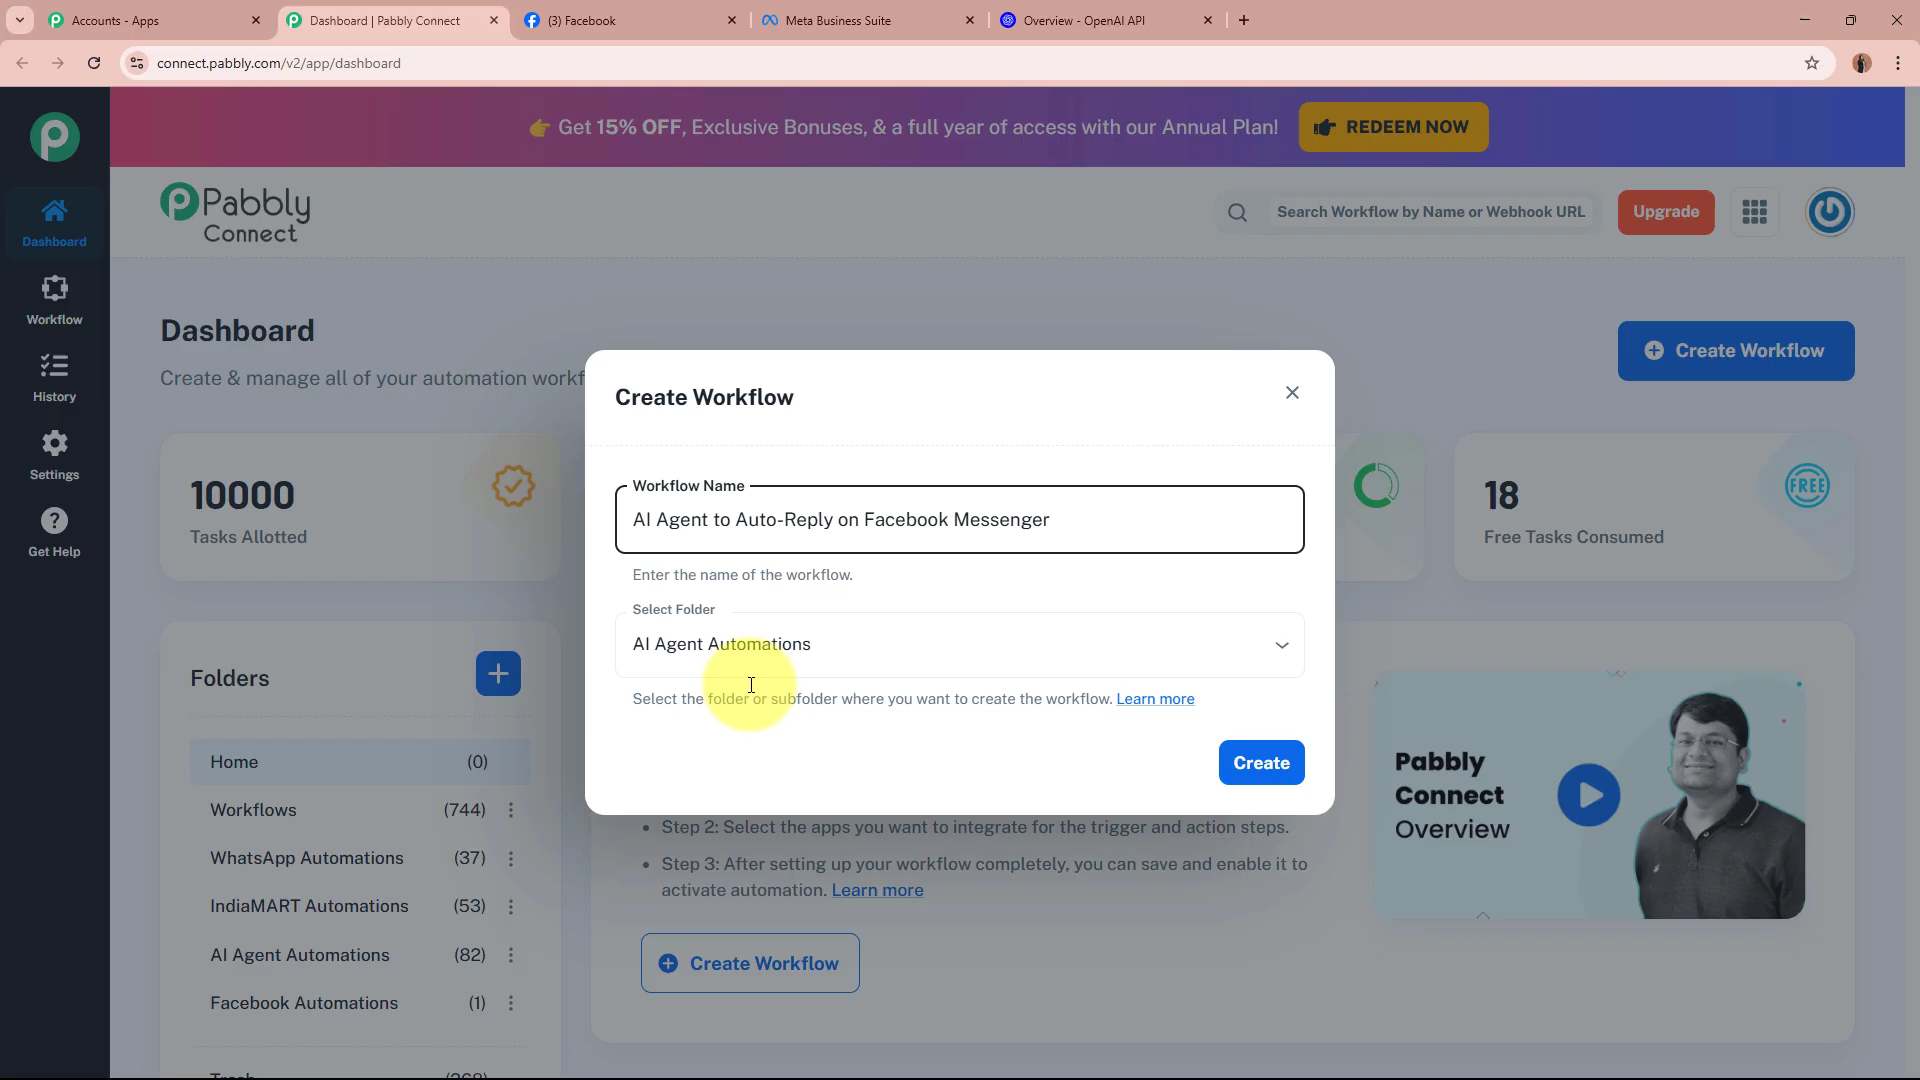 Accounts - Apps
Dashboard | Pabbly Connect
(3) Facebook
Meta Business Suite
Overview - OpenAI API
connect.pabbly.com/v2/app/dashboard
👉 Get 15% OFF, Exclusive Bonuses, & a full year of access with our Annual Plan!
REDEEM NOW
Pabbly
Connect
Search Workflow by Name or Webhook URL
Upgrade
Dashboard
Workflow
History
Settings
Get Help
Dashboard
Create & manage all of your automation workf
Create Workflow
10000
Tasks Allotted
18
Free Tasks Consumed
FREE
Create Workflow
Workflow Name
AI Agent to Auto-Reply on Facebook Messenger
Enter the name of the workflow.
Select Folder
AI Agent Automations
Select the folder or subfolder where you want to create the workflow. Learn more
Create
Folders
Home (0)
Workflows (744)
WhatsApp Automations (37)
IndiaMART Automations (53)
AI Agent Automations (82)
Facebook Automations (1)
Step 2: Select the apps you want to integrate for the trigger and action steps.
Step 3: After setting up your workflow completely, you can save and enable it to
activate automation. Learn more
Create Workflow
Pabbly
Connect
Overview